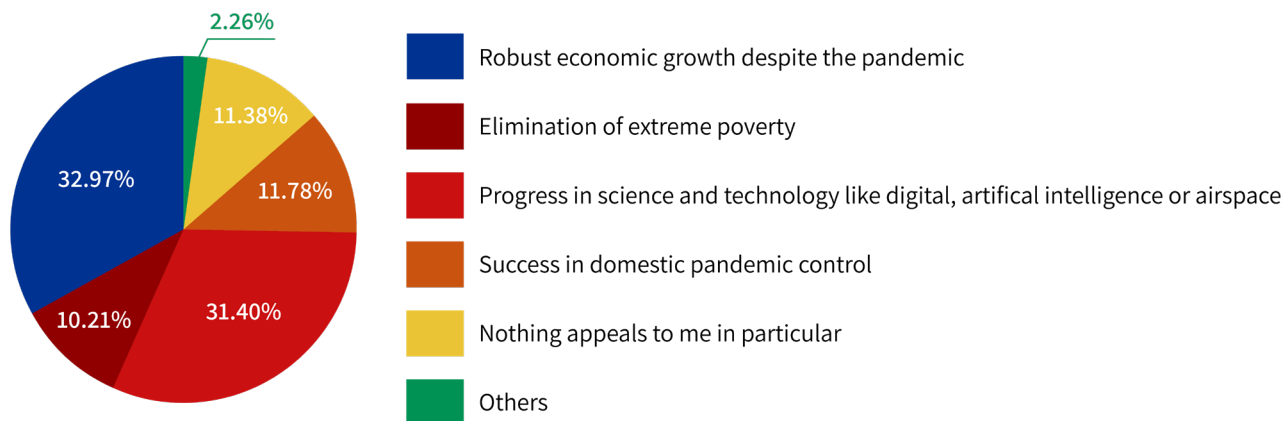 2.26%
11.38%
11.78%
32.97%
31.40%
10.21%
Robust economic growth despite the pandemic
Elimination of extreme poverty
Progress in science and technology like digital, artifical intelligence or airspace
Success in domestic pandemic control
Nothing appeals to me in particular
Others